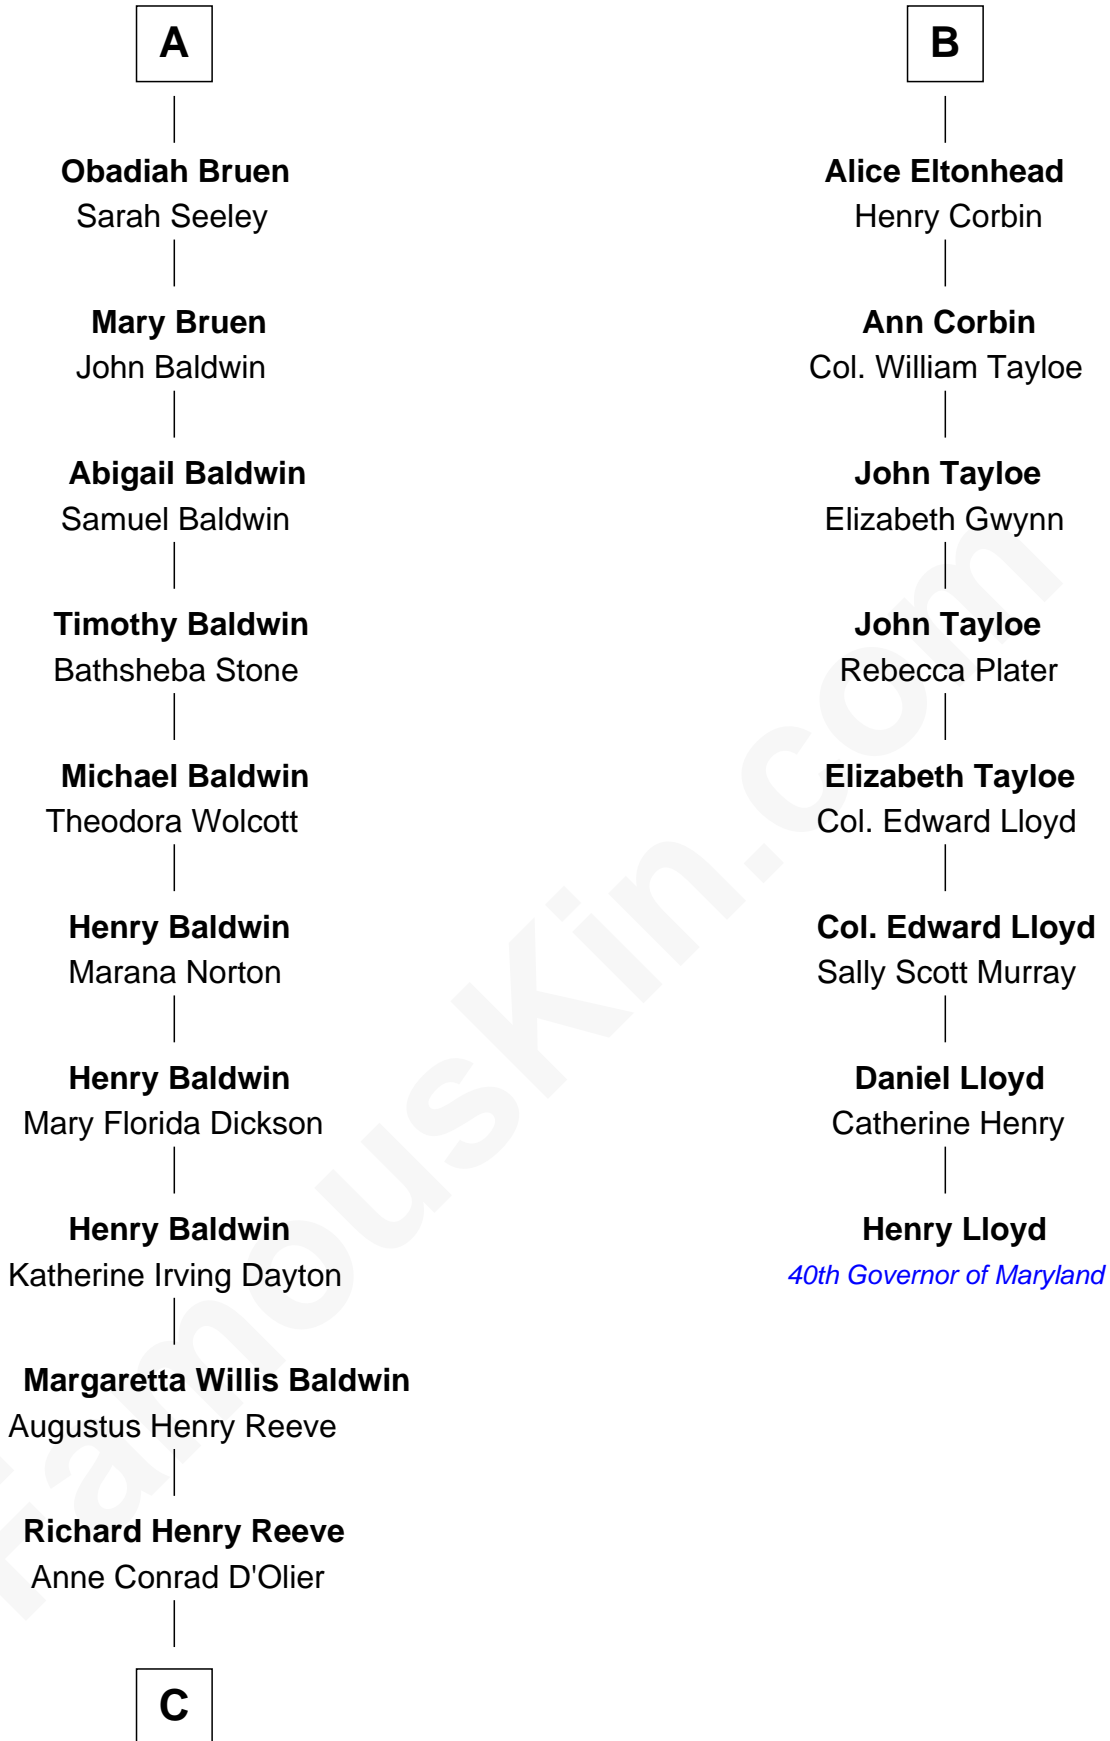 A
Obadiah Bruen
Sarah Seeley
Mary Bruen
John Baldwin
Abigail Baldwin
Samuel Baldwin
Timothy Baldwin
Bathsheba Stone
Michael Baldwin
Theodora Wolcott
Henry Baldwin
Marana Norton
Henry Baldwin
Mary Florida Dickson
Henry Baldwin
Katherine Irving Dayton
Margaretta Willis Baldwin
Augustus Henry Reeve
Richard Henry Reeve
Anne Conrad D'Olier
C
B
Alice Eltonhead
Henry Corbin
Ann Corbin
Col. William Tayloe
John Tayloe
Elizabeth Gwynn
John Tayloe
Rebecca Plater
Elizabeth Tayloe
Col. Edward Lloyd
Col. Edward Lloyd
Sally Scott Murray
Daniel Lloyd
Catherine Henry
Henry Lloyd
40th Governor of Maryland
FamousKin.com